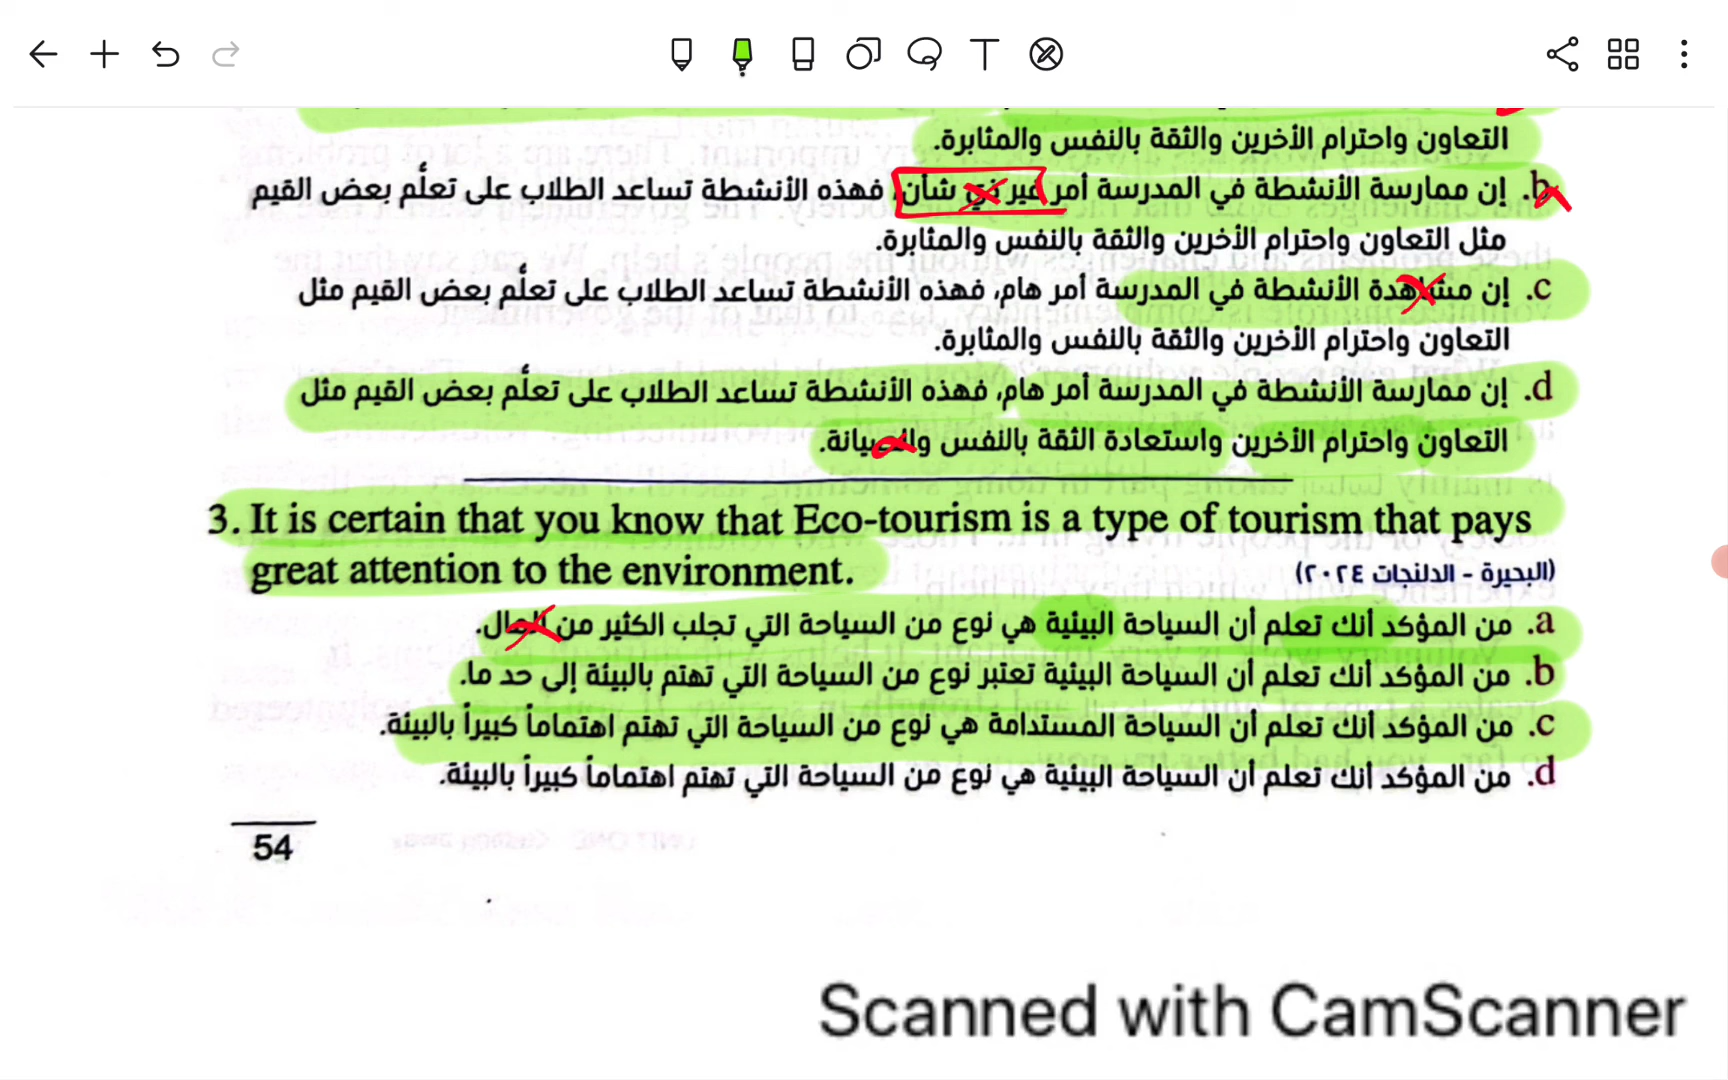 التعاون واحترام الأخرين والثقة بالنفس والمثابرة.
b. إن ممارسة الأنشطة في المدرسة أمر غير ذي شأن، فهذه الأنشطة تساعد الطلاب على تعلُّم بعض القيم
مثل التعاون واحترام الأخرين والثقة بالنفس والمثابرة.
c. إن مشاهدة الأنشطة في المدرسة أمر هام، فهذه الأنشطة تساعد الطلاب على تعلُّم بعض القيم مثل
التعاون واحترام الأخرين والثقة بالنفس والمثابرة.
d. إن ممارسة الأنشطة في المدرسة أمر هام، فهذه الأنشطة تساعد الطلاب على تعلُّم بعض القيم مثل
التعاون واحترام الأخرين واستعادة الثقة بالنفس والصيانة.
3. It is certain that you know that Eco-tourism is a type of tourism that pays
great attention to the environment.
(البحيرة - الدلنجات ٢٠٢٤)
a. من المؤكد أنك تعلم أن السياحة البيئية هي نوع من السياحة التي تجلب الكثير من المال.
b. من المؤكد أنك تعلم أن السياحة البيئية تعتبر نوع من السياحة التي تهتم بالبيئة إلى حد ما.
c. من المؤكد أنك تعلم أن السياحة المستدامة هي نوع من السياحة التي تهتم اهتماماً كبيراً بالبيئة.
d. من المؤكد أنك تعلم أن السياحة البيئية هي نوع من السياحة التي تهتم اهتماماً كبيراً بالبيئة.
54
Scanned with CamScanner